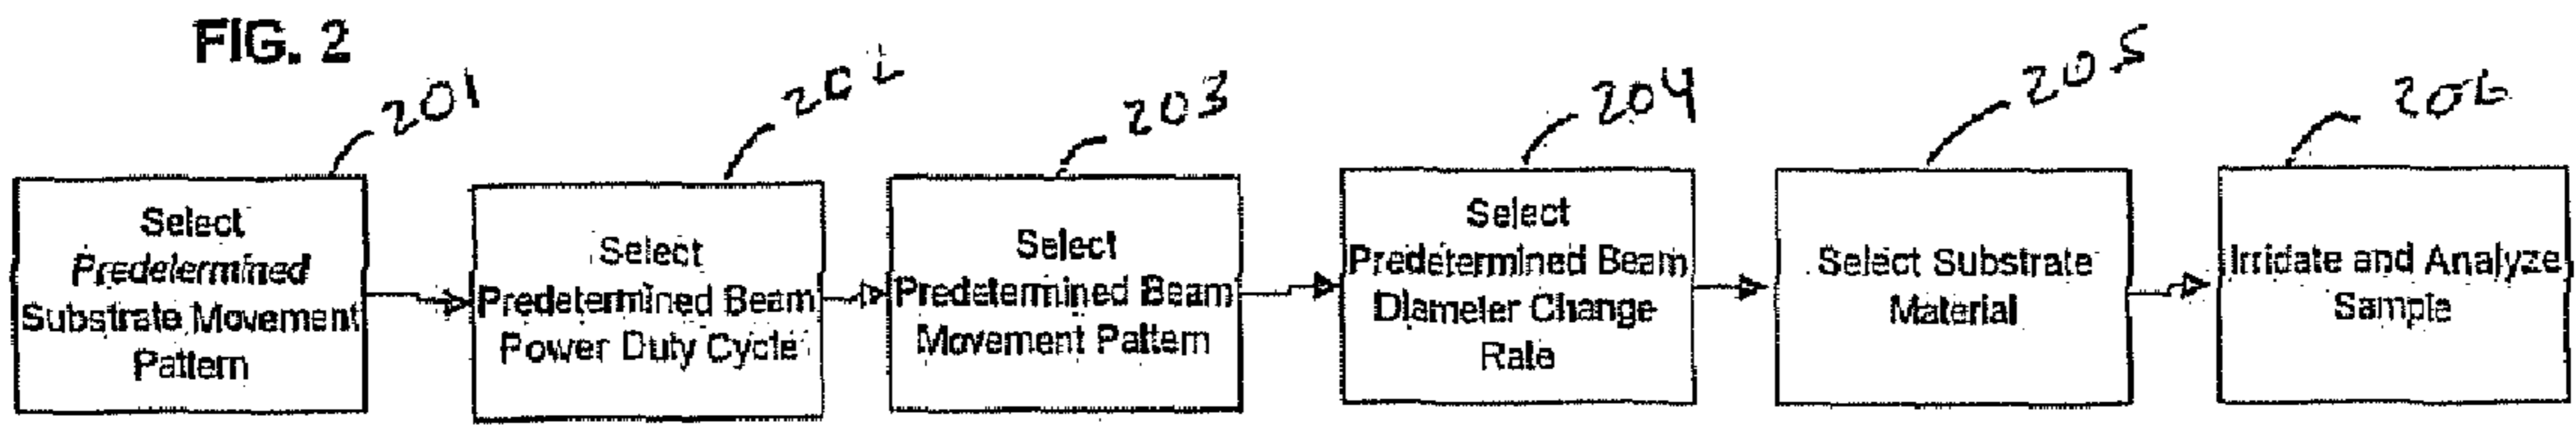 FIG. 2
201
202
203
204
205
206
Select
Predetermined
Substrate Movement
Pattern
Select
Predetermined Beam
Power Duty Cycle
Select
Predetermined Beam
Movement Pattern
Select
Predetermined Beam
Diameter Change
Rate
Select Substrate
Material
Irridate and Analyze
Sample